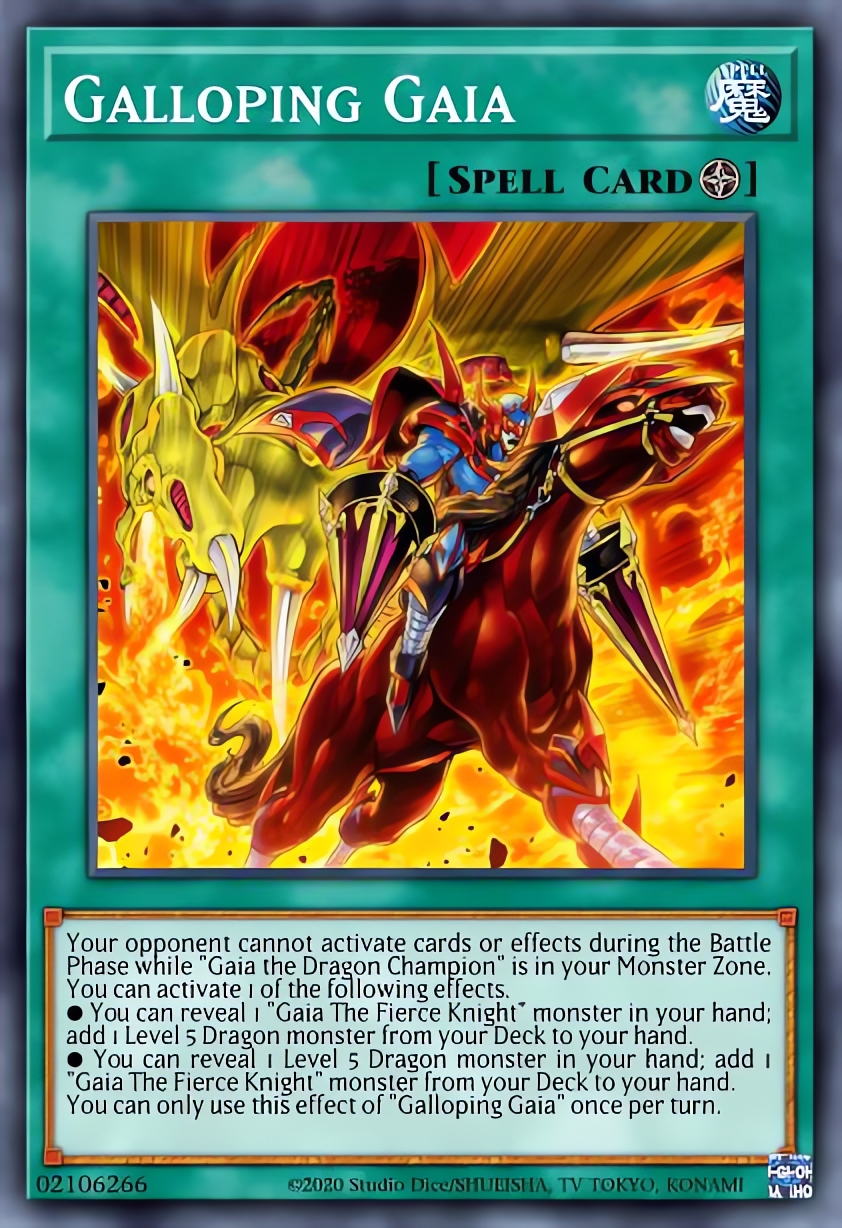 GALLOPING GAIA
魔
[SPELL CARD]
Your opponent cannot activate cards or effects during the Battle
Phase while "Gaia the Dragon Champion" is in your Monster Zone.
You can activate 1 of the following effects.
● You can reveal 1 "Gaia The Fierce Knight" monster in your hand;
add 1 Level 5 Dragon monster from your Deck to your hand.
● You can reveal 1 Level 5 Dragon monster in your hand; add 1
"Gaia The Fierce Knight" monster from your Deck to your hand.
You can only use this effect of "Galloping Gaia" once per turn.
02106266
©2020 Studio Dice/SHUEISHA, TV TOKYO, KONAMI